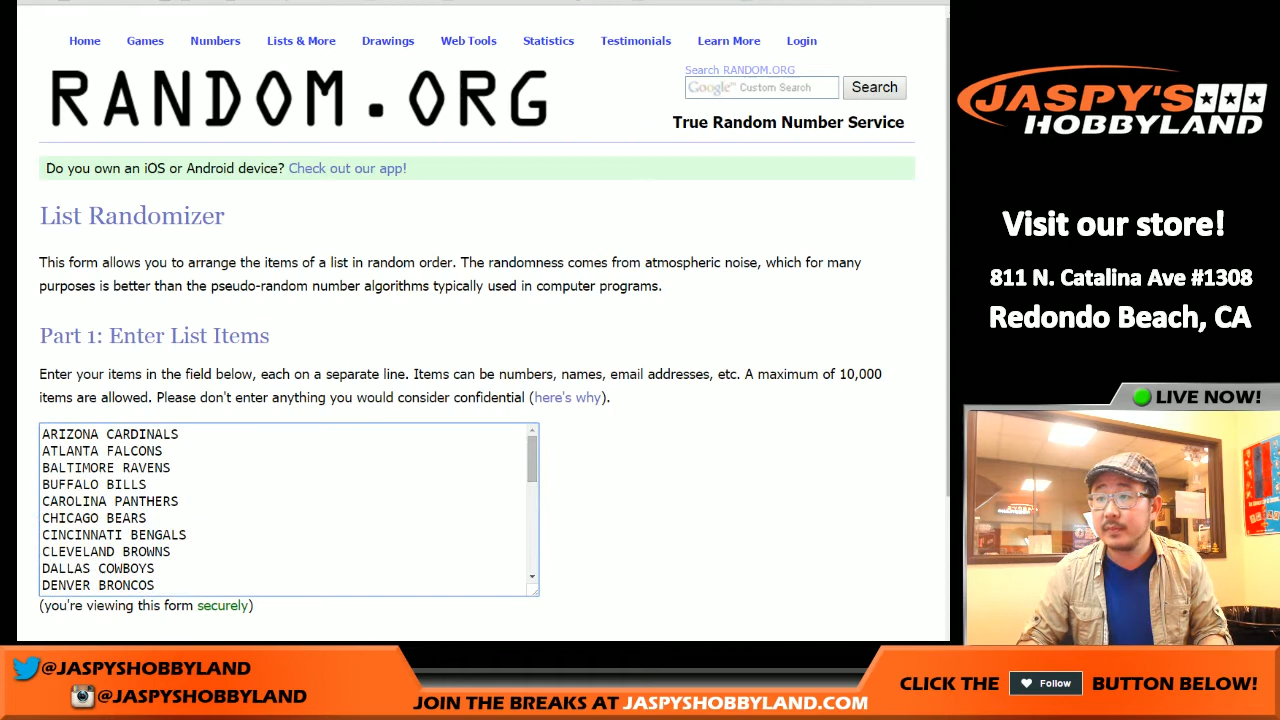 Home Games Numbers Lists & More Drawings Web Tools Statistics Testimonials Learn More Login
RANDOM.ORG
Search RANDOM.ORG
Google™ Custom Search
Search
True Random Number Service
Do you own an iOS or Android device? Check out our app!
List Randomizer
This form allows you to arrange the items of a list in random order. The randomness comes from atmospheric noise, which for many
purposes is better than the pseudo-random number algorithms typically used in computer programs.
Part 1: Enter List Items
Enter your items in the field below, each on a separate line. Items can be numbers, names, email addresses, etc. A maximum of 10,000
items are allowed. Please don't enter anything you would consider confidential (here's why).
ARIZONA CARDINALS
ATLANTA FALCONS
BALTIMORE RAVENS
BUFFALO BILLS
CAROLINA PANTHERS
CHICAGO BEARS
CINCINNATI BENGALS
CLEVELAND BROWNS
DALLAS COWBOYS
DENVER BRONCOS
(you're viewing this form securely)
JASPY'S
HOBBYLAND
Visit our store!
811 N. Catalina Ave #1308
Redondo Beach, CA
LIVE NOW!
@JASPYSHOBBYLAND
@JASPYSHOBBYLAND
JOIN THE BREAKS AT JASPYSHOBBYLAND.COM
CLICK THE Follow BUTTON BELOW!